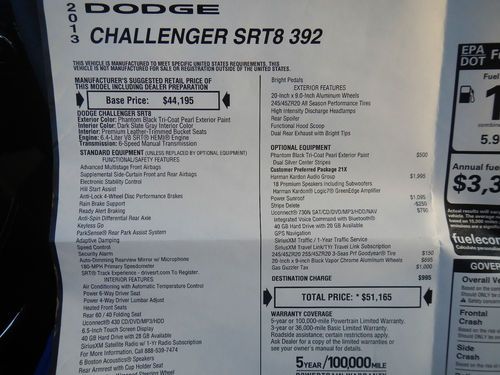 2013
DODGE
CHALLENGER SRT8 392
THIS VEHICLE IS MANUFACTURED TO MEET SPECIFIC UNITED STATES REQUIREMENTS. THIS
VEHICLE IS NOT MANUFACTURED FOR SALE OR REGISTRATION OUTSIDE OF THE UNITED STATES.
MANUFACTURER'S SUGGESTED RETAIL PRICE OF
THIS MODEL INCLUDING DEALER PREPARATION
Base Price: $44,195
DODGE CHALLENGER SRT8
Exterior Color: Phantom Black Tri-Coat Pearl Exterior Paint
Interior Color: Dark Slate Gray Interior Color
Interior: Premium Leather-Trimmed Bucket Seats
Engine: 6.4-Liter V8 SRT® HEMI® Engine
Transmission: 6-Speed Manual Transmission
STANDARD EQUIPMENT (UNLESS REPLACED BY OPTIONAL EQUIPMENT)
FUNCTIONAL/SAFETY FEATURES
Advanced Multistage Front Airbags
Supplemental Side-Curtain Front and Rear Airbags
Electronic Stability Control
Hill Start Assist
Anti-Lock 4-Wheel Disc Performance Brakes
Rain Brake Support
Ready Alert Braking
Anti-Spin Differential Rear Axle
Keyless Go
ParkSense® Rear Park Assist System
Adaptive Damping
Speed Control
Security Alarm
Auto-Dimming Rearview Mirror w/ Microphone
180-MPH Primary Speedometer
SRT® Track Experience - drivesrt.com To Register.
INTERIOR FEATURES
Air Conditioning with Automatic Temperature Control
Power 6-Way Driver Seat
Power 4-Way Driver Lumbar Adjust
Heated Front Seats
Rear 60 / 40 Folding Seat
Uconnect® 430 CD/DVD/MP3/HDD
6.5-Inch Touch Screen Display
40 GB Hard Drive with 28 GB Available
SiriusXM Satellite Radio w/ 1-Yr Radio Subscription
For More Information, Call 888-539-7474
6 Boston Acoustics® Speakers
Rear Armrest with Cup Holder Seat
Bright Pedals
EXTERIOR FEATURES
20-Inch x 9.0-Inch Aluminum Wheels
245/45ZR20 All Season Performance Tires
High Intensity Discharge Headlamps
Rear Spoiler
Functional Hood Scoop
Dual Rear Exhaust with Bright Tips
OPTIONAL EQUIPMENT
Phantom Black Tri-Coat Pearl Exterior Paint $500
Dual Silver Center Stripes
Customer Preferred Package 21X
Harman Kardon Audio Group $1,995
18 Premium Speakers including Subwoofers
Harman Kardon® Logic7® GreenEdge Amplifier
Power Sunroof $1,095
Stripe Delete -$250
Uconnect® 730N SAT/CD/DVD/MP3/HDD/NAV $790
Integrated Voice Command with Bluetooth®
40 GB Hard Drive with 20 GB Available
GPS Navigation
SiriusXM Traffic / 1-Year Traffic Service
SiriusXM Travel Link(TY) Travel Link Subscription
245/45ZR20 255/45ZR20 3-Seas Prf Goodyear® Tire $150
20-Inch x 9-inch Black Vapor Chrome Aluminum Wheels $695
Gas Guzzler Tax $1,000
DESTINATION CHARGE $995
TOTAL PRICE: * $51,165
WARRANTY COVERAGE
5-year or 100,000-mile Powertrain Limited Warranty.
3-year or 36,000-mile Basic Limited Warranty.
Roadside assistance; certain restrictions apply.
Ask Dealer for a copy of the limited warranties or
see your owner's manual for details.
5 YEAR/100,000 MILE
EPA
DOT
Fuel
5.9
Annual fuel
$3,3
fuelecon
GOVER
Overall Ve
Frontal
Crash
Side
Crash